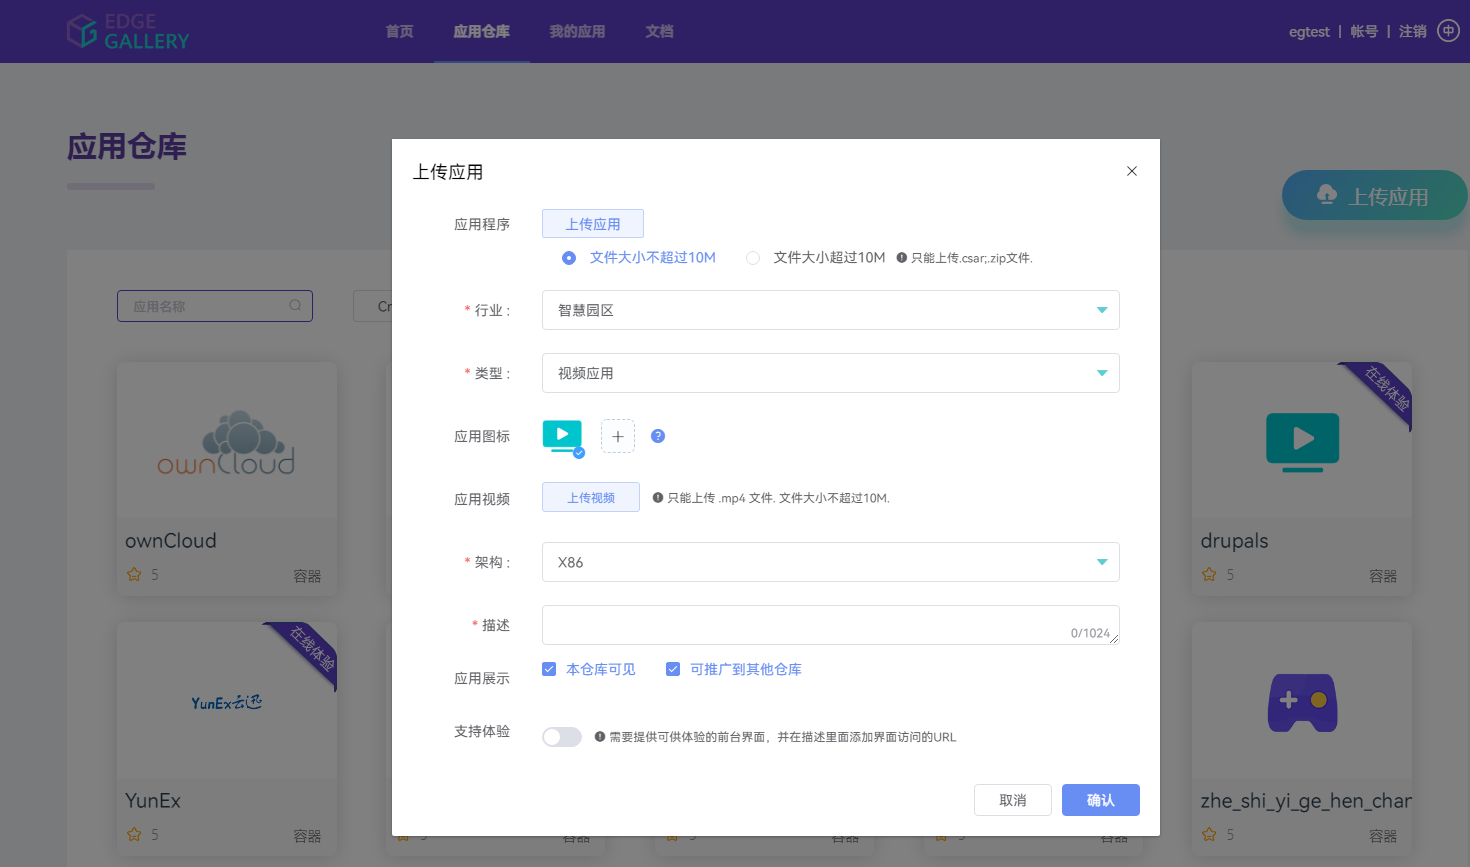 EDGE
GALLERY
首页 应用仓库 我的应用 文档
egtest | 帐号 | 注销 中
应用仓库
上传应用
应用名称
Cr
上传应用
应用程序 上传应用
文件大小不超过10M 文件大小超过10M 只能上传.csar;.zip文件.
* 行业 : 智慧园区
* 类型 : 视频应用
应用图标
应用视频 上传视频 只能上传 .mp4 文件. 文件大小不超过10M.
* 架构 : X86
* 描述
0/1024
应用展示 本仓库可见 可推广到其他仓库
支持体验 需要提供可供体验的前台界面，并在描述里面添加界面访问的URL
取消 确认
ownCloud
ownCloud
5 容器
在线体验
drupals
5 容器
在线体验
YunEx云迅
YunEx
5 容器
zhe_shi_yi_ge_hen_chan
5 容器